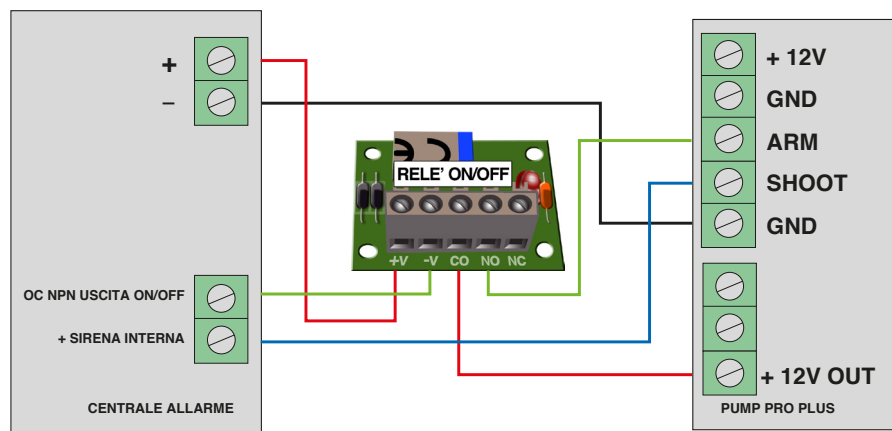 +
–
OC NPN USCITA ON/OFF
+ SIRENA INTERNA
CENTRALE ALLARME
RELE' ON/OFF
+V -V CO NO NC
+ 12V
GND
ARM
SHOOT
GND
+ 12V OUT
PUMP PRO PLUS